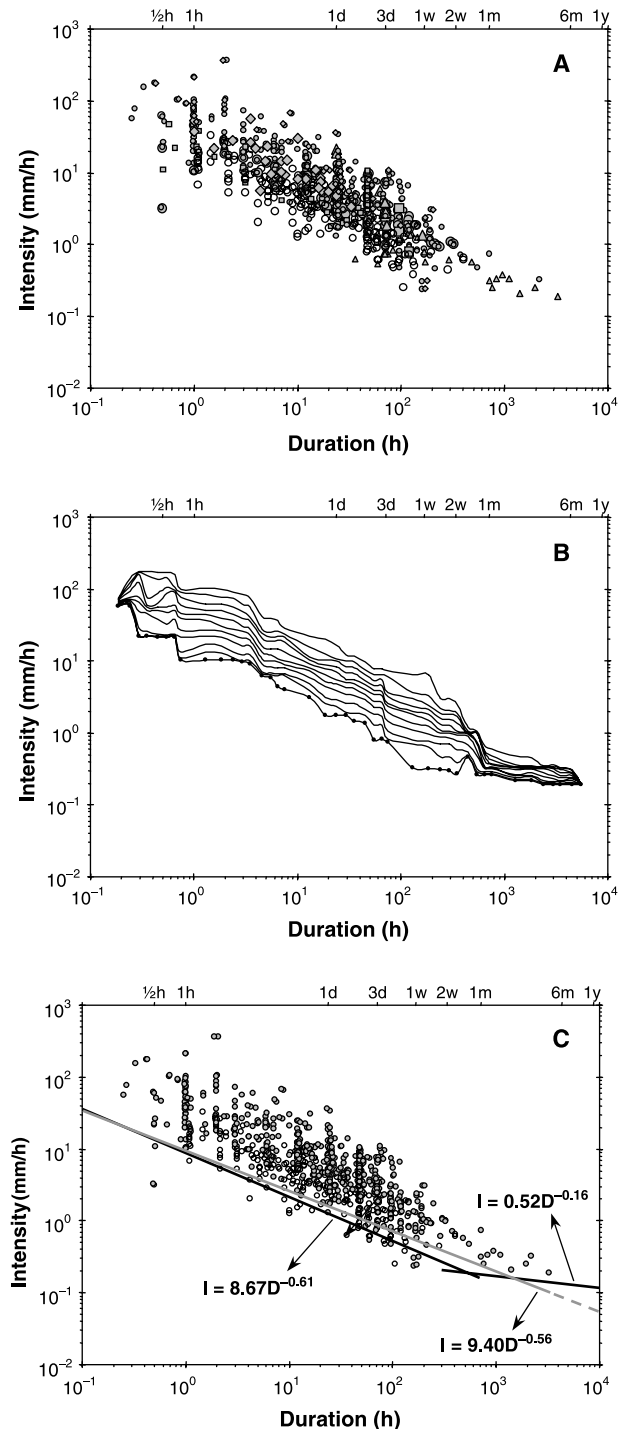 ½h 1h 1d 3d 1w 2w 1m 6m 1y
10³
A
10²
10¹
10⁰
10⁻¹
10⁻²
Intensity (mm/h)
10⁻¹ 10⁰ 10¹ 10² 10³ 10⁴
Duration (h)
½h 1h 1d 3d 1w 2w 1m 6m 1y
10³
B
10²
10¹
10⁰
10⁻¹
10⁻²
Intensity (mm/h)
10⁻¹ 10⁰ 10¹ 10² 10³ 10⁴
Duration (h)
½h 1h 1d 3d 1w 2w 1m 6m 1y
10³
C
10²
10¹
10⁰
10⁻¹
10⁻²
Intensity(mm/h)
I = 0.52D⁻⁰·¹⁶
I = 8.67D⁻⁰·⁶¹
I = 9.40D⁻⁰·⁵⁶
10⁻¹ 10⁰ 10¹ 10² 10³ 10⁴
Duration (h)